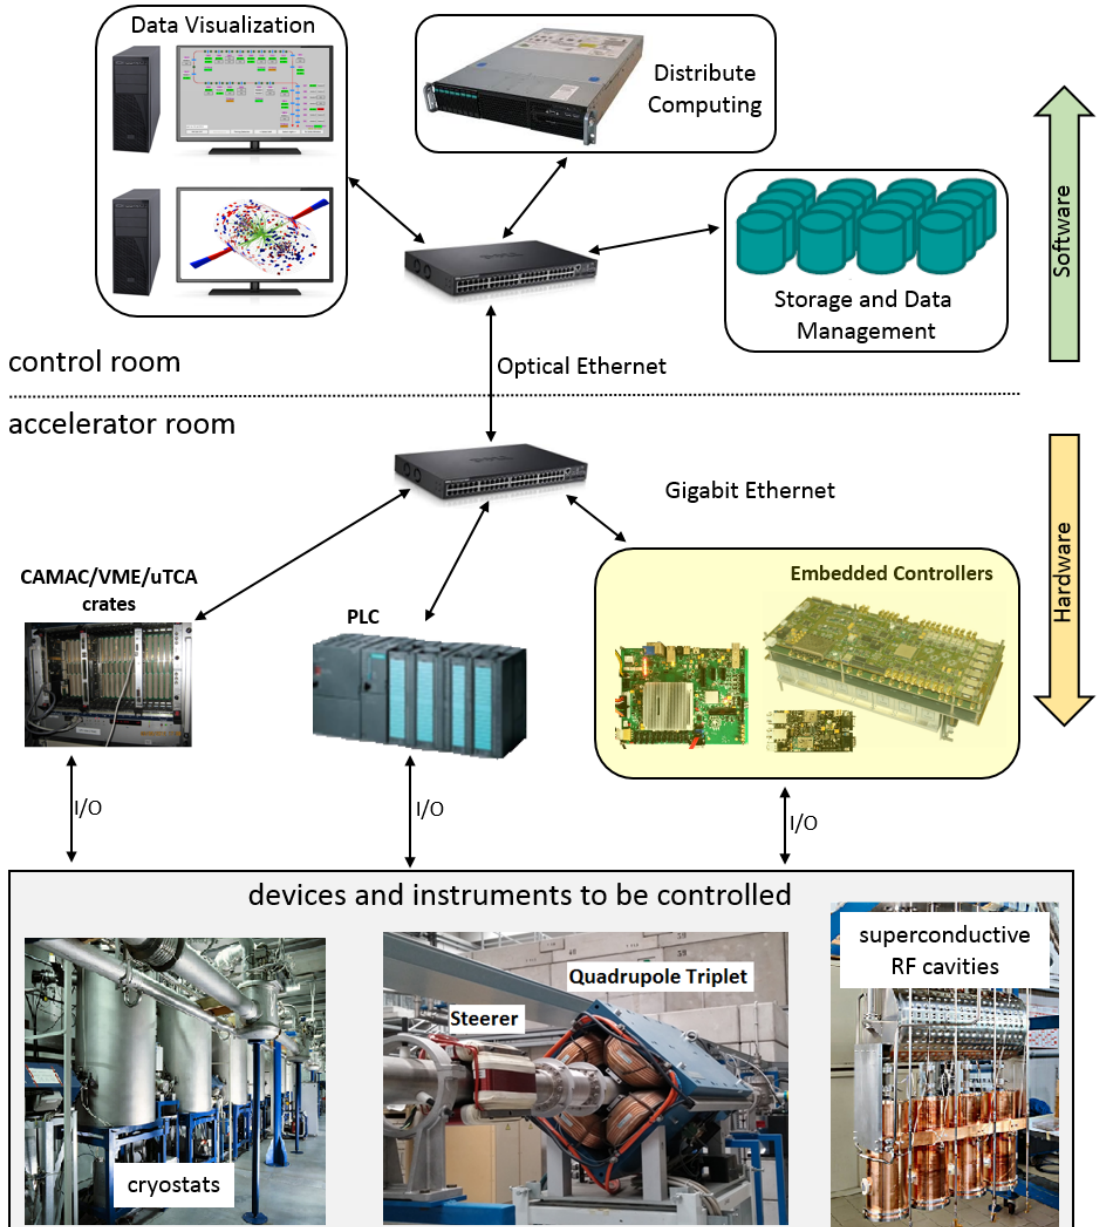 Data Visualization
Distribute
Computing
Storage and Data
Management
Software
control room
Optical Ethernet
accelerator room
Gigabit Ethernet
Hardware
CAMAC/VME/uTCA
crates
PLC
Embedded Controllers
I/O
I/O
I/O
devices and instruments to be controlled
cryostats
Steerer
Quadrupole Triplet
superconductive
RF cavities